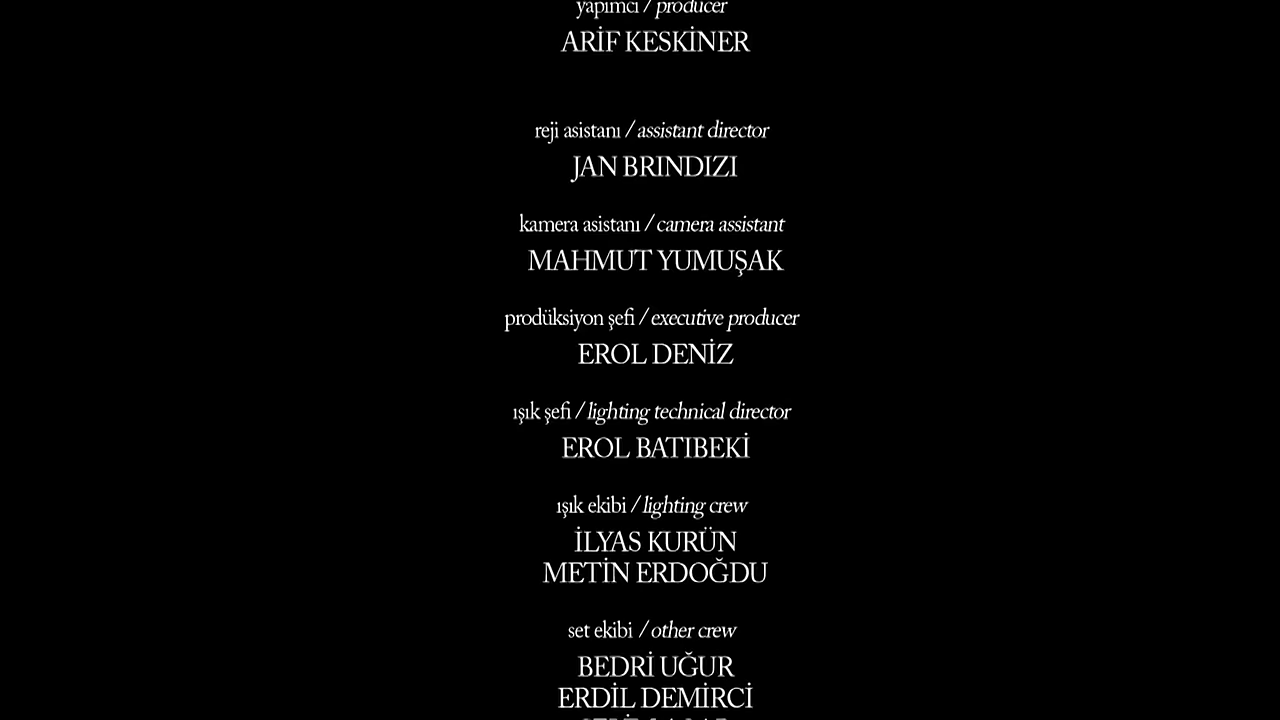 yapımcı / producer
ARİF KESKİNER
reji asistanı / assistant director
JAN BRINDIZI
kamera asistanı / camera assistant
MAHMUT YUMUŞAK
prodüksiyon şefi / executive producer
EROL DENİZ
ışık şefi / lighting technical director
EROL BATIBEKİ
ışık ekibi / lighting crew
İLYAS KURÜN
METİN ERDOĞDU
set ekibi / other crew
BEDRİ UĞUR
ERDİL DEMİRCİ